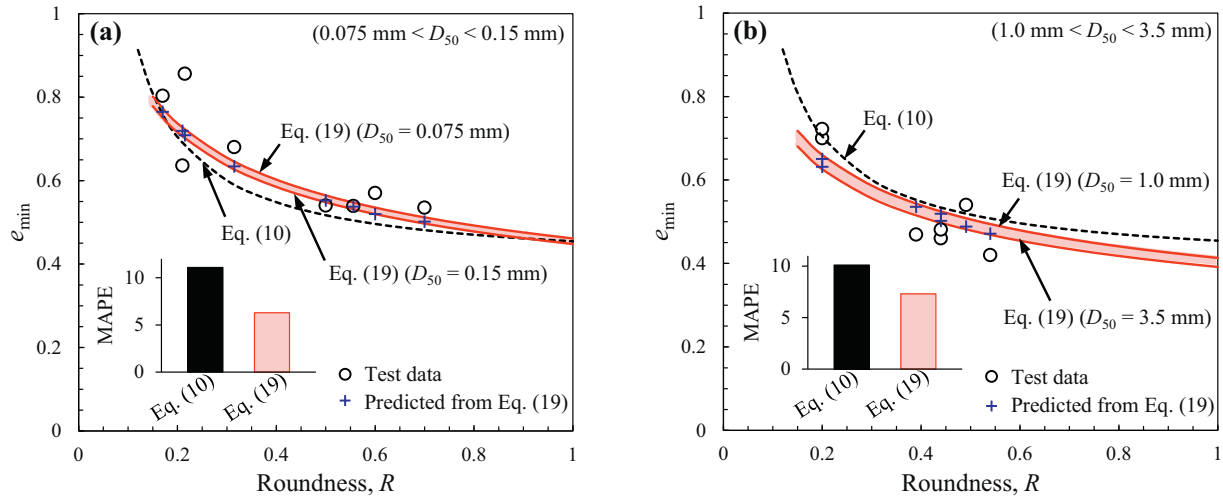 (a)
(0.075 mm < D50 < 0.15 mm)
1
0.8
0.6
0.4
0.2
0
emin
Eq. (19) (D50 = 0.075 mm)
Eq. (10)
Eq. (19) (D50 = 0.15 mm)
10
5
0
MAPE
Eq. (10)
Eq. (19)
Test data
Predicted from Eq. (19)
0 0.2 0.4 0.6 0.8 1
Roundness, R
(b)
(1.0 mm < D50 < 3.5 mm)
1
0.8
0.6
0.4
0.2
0
emin
Eq. (10)
Eq. (19) (D50 = 1.0 mm)
Eq. (19) (D50 = 3.5 mm)
10
5
0
MAPE
Eq. (10)
Eq. (19)
Test data
Predicted from Eq. (19)
0 0.2 0.4 0.6 0.8 1
Roundness, R